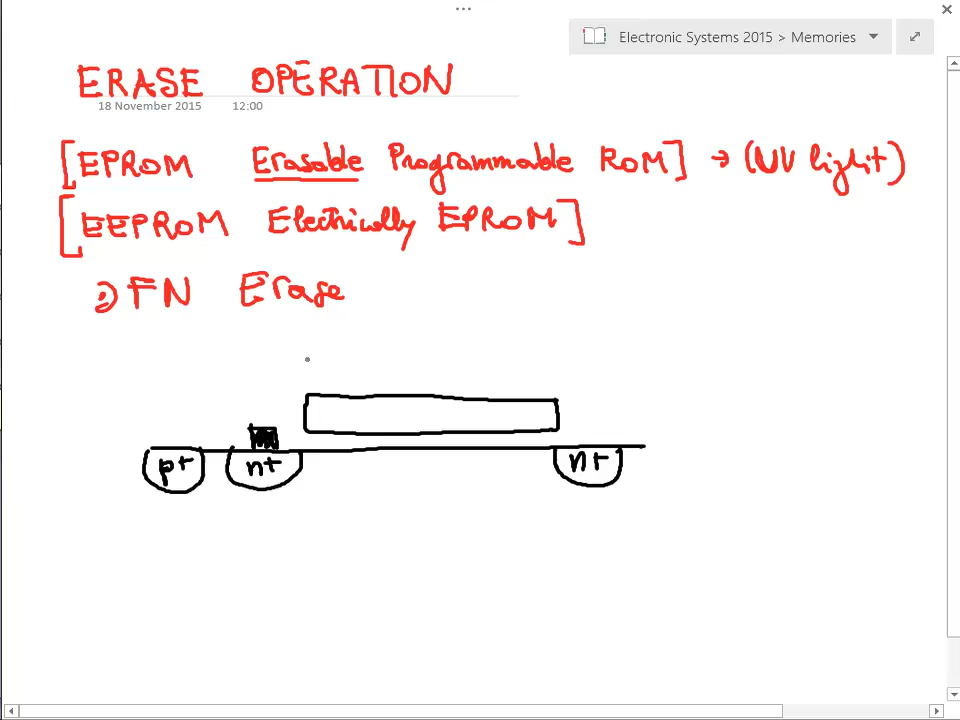 Electronic Systems 2015 > Memories
ERASE OPERATION
18 November 2015 12:00
[EPROM Erasable Programmable ROM] → (UV light)
[EEPROM Electrically EPROM]
FN Erase
p+ n+ n+